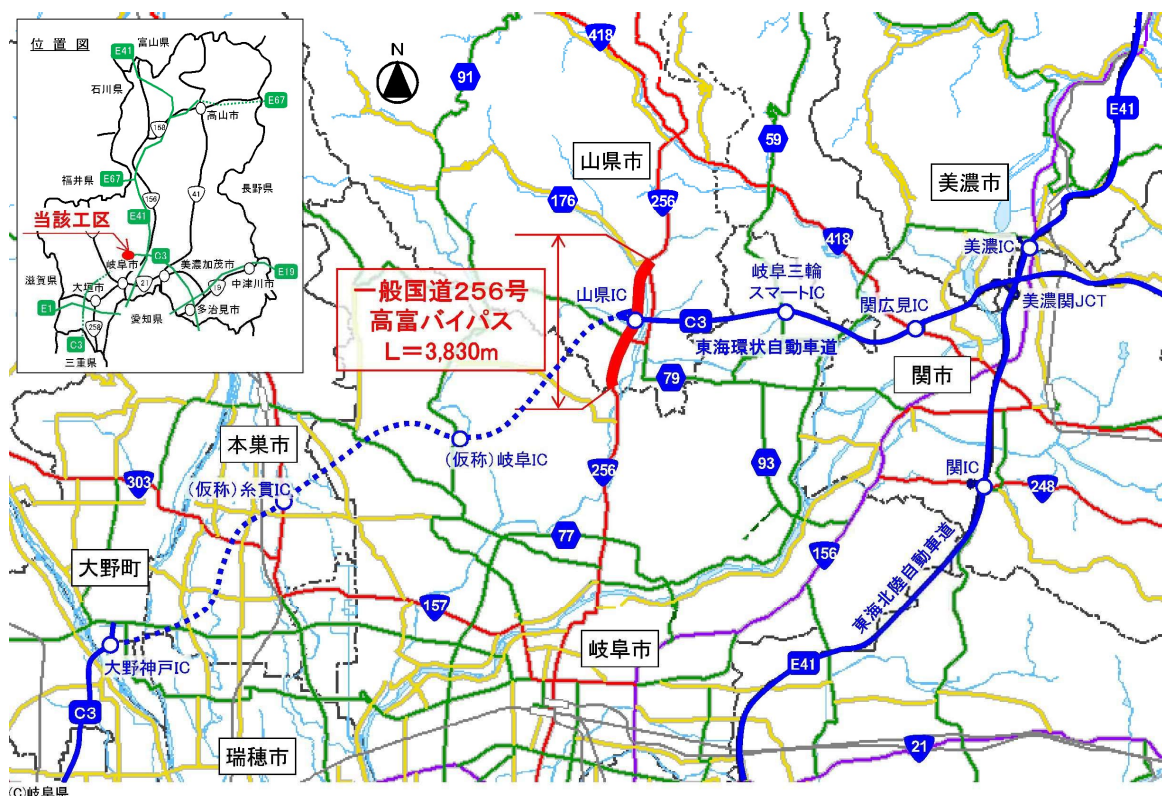 位置図
E41
富山県
石川県
E67
高山市
158
福井県
E67
長野県
156
41
E41
当該工区
岐阜市
C3
美濃加茂市
E19
滋賀県
大垣市
21
19
中津川市
E1
258
愛知県
多治見市
C3
三重県
N
418
91
E41
59
山県市
美濃市
176
256
418
美濃IC
岐阜三輪
スマートIC
一般国道256号
高富バイパス
L=3,830m
山県IC
関広見IC
美濃関JCT
C3
東海環状自動車道
79
関市
本巣市
(仮称)岐阜IC
93
303
(仮称)糸貫IC
256
関IC
248
77
156
大野町
東海北陸自動車道
157
岐阜市
大野神戸IC
E41
C3
21
瑞穂市
(C)岐阜県